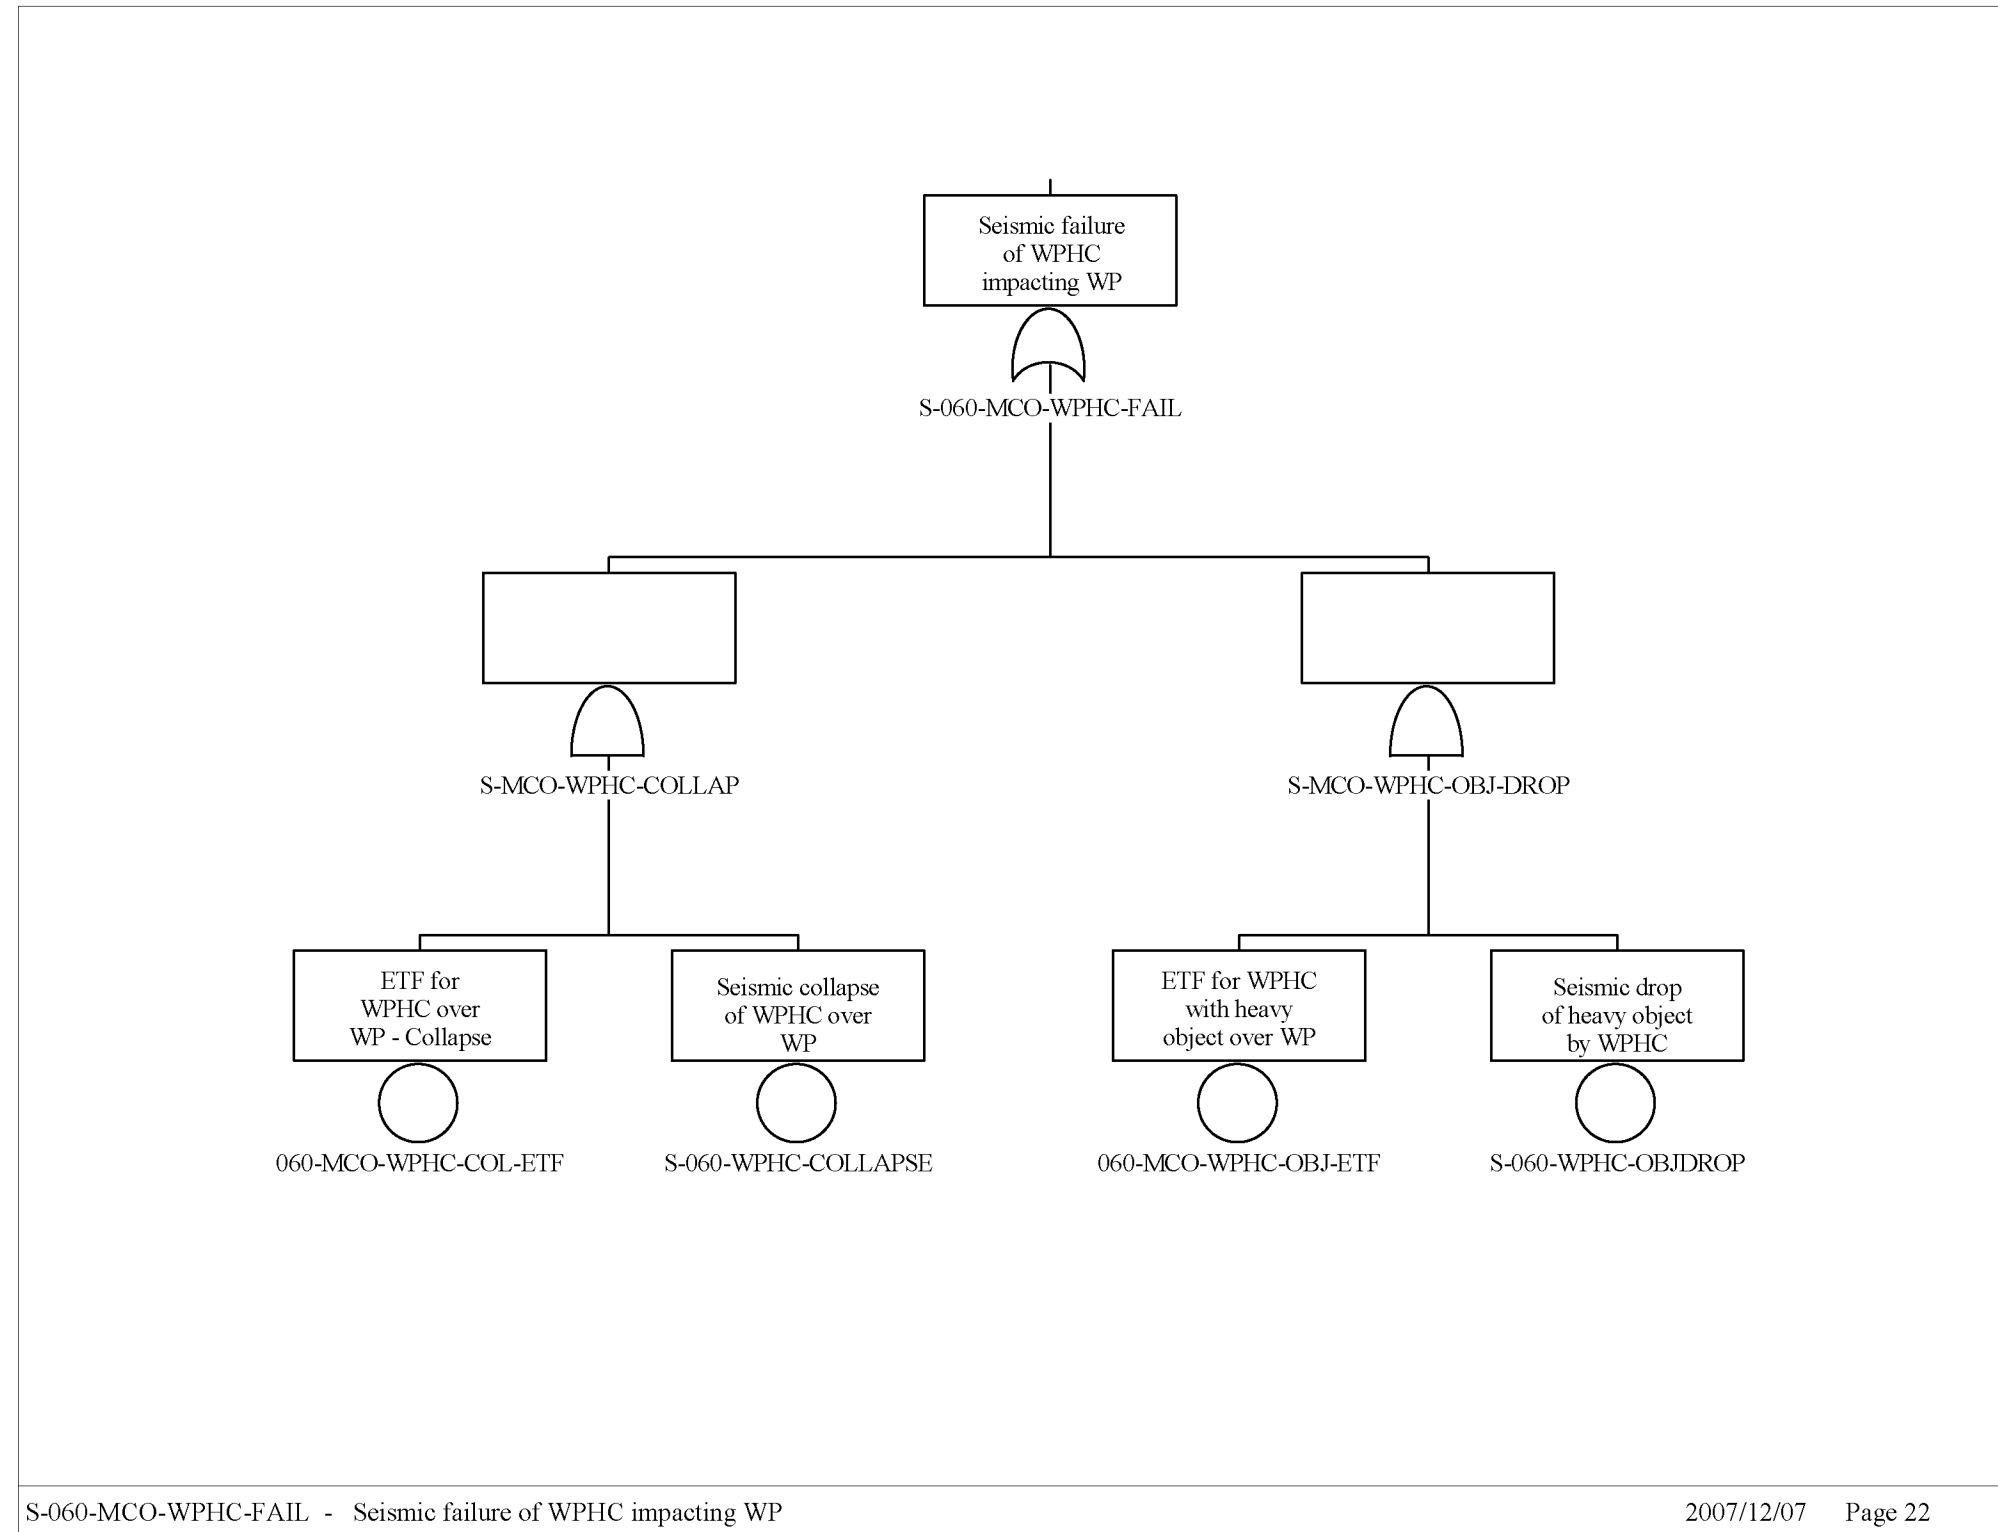 Seismic failure
of WPHC
impacting WP
S-060-MCO-WPHC-FAIL
S-MCO-WPHC-COLLAP
S-MCO-WPHC-OBJ-DROP
ETF for
WPHC over
WP - Collapse
Seismic collapse
of WPHC over
WP
ETF for WPHC
with heavy
object over WP
Seismic drop
of heavy object
by WPHC
060-MCO-WPHC-COL-ETF
S-060-WPHC-COLLAPSE
060-MCO-WPHC-OBJ-ETF
S-060-WPHC-OBJDROP
S-060-MCO-WPHC-FAIL - Seismic failure of WPHC impacting WP
2007/12/07 Page 22